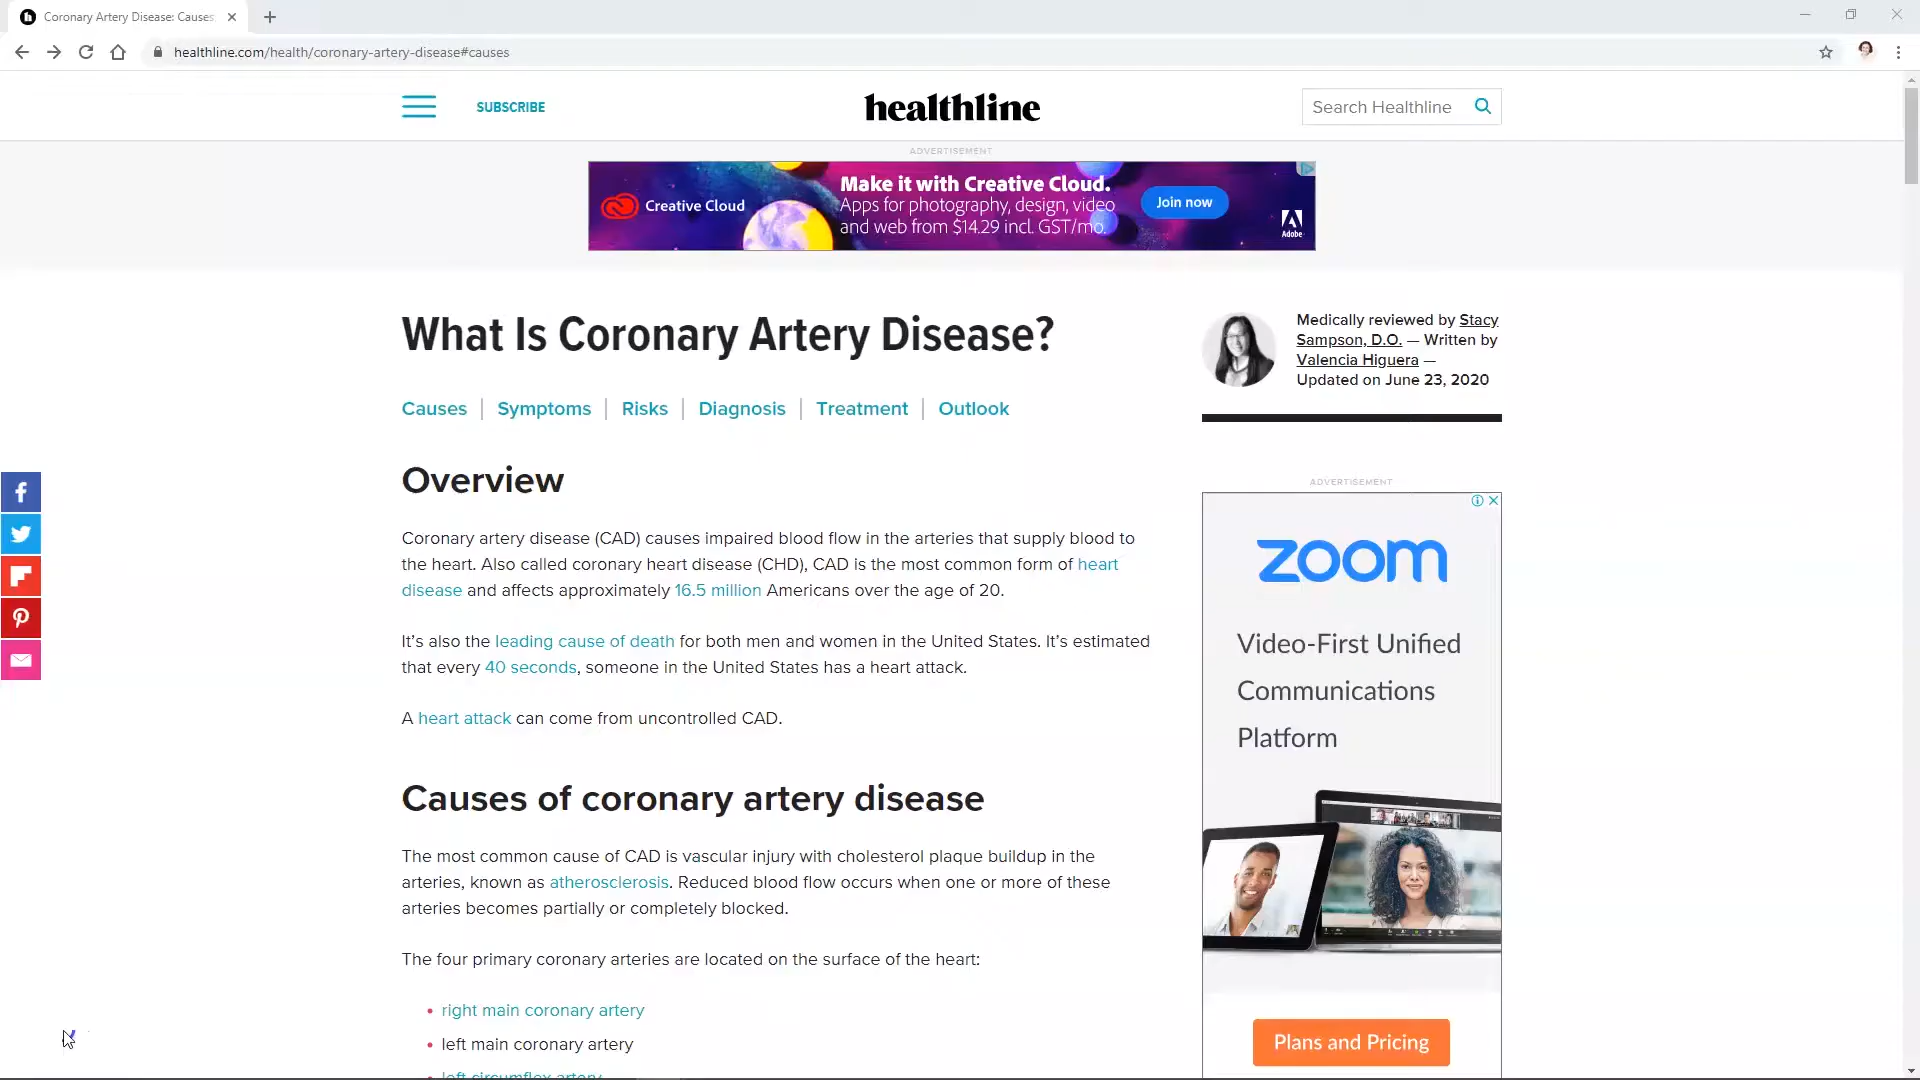 Coronary Artery Disease: Causes
healthline.com/health/coronary-artery-disease#causes
SUBSCRIBE
healthline
Search Healthline
ADVERTISEMENT
Creative Cloud
Make it with Creative Cloud.
Apps for photography, design, video
and web from $14.29 incl. GST/mo.
Join now
Adobe
What Is Coronary Artery Disease?
Causes
Symptoms
Risks
Diagnosis
Treatment
Outlook
Medically reviewed by Stacy
Sampson, D.O. — Written by
Valencia Higuera —
Updated on June 23, 2020
Overview
Coronary artery disease (CAD) causes impaired blood flow in the arteries that supply blood to
the heart. Also called coronary heart disease (CHD), CAD is the most common form of heart
disease and affects approximately 16.5 million Americans over the age of 20.
It's also the leading cause of death for both men and women in the United States. It's estimated
that every 40 seconds, someone in the United States has a heart attack.
A heart attack can come from uncontrolled CAD.
Causes of coronary artery disease
The most common cause of CAD is vascular injury with cholesterol plaque buildup in the
arteries, known as atherosclerosis. Reduced blood flow occurs when one or more of these
arteries becomes partially or completely blocked.
The four primary coronary arteries are located on the surface of the heart:
• right main coronary artery
• left main coronary artery
• left circumflex artery
ADVERTISEMENT
zoom
Video-First Unified
Communications
Platform
Plans and Pricing